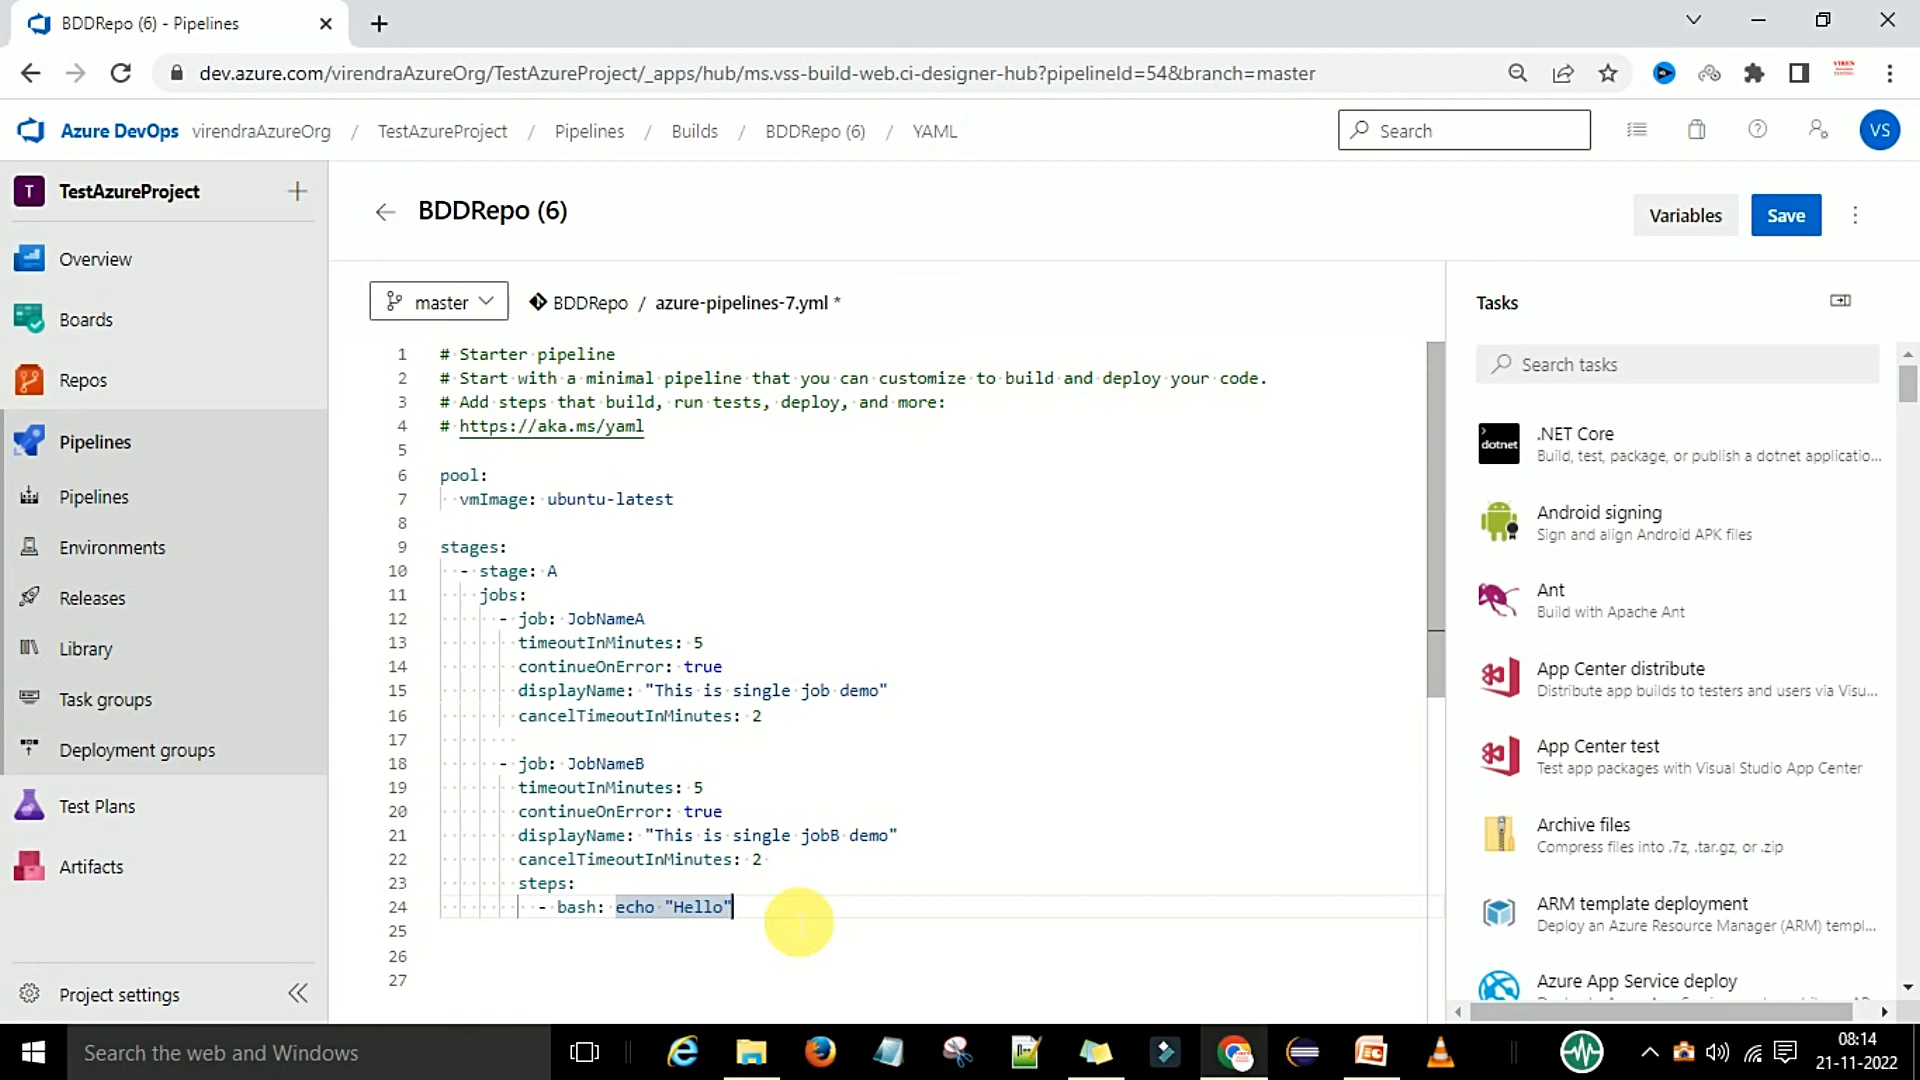 BDDRepo (6) - Pipelines
dev.azure.com/virendraAzureOrg/TestAzureProject/_apps/hub/ms.vss-build-web.ci-designer-hub?pipelineId=54&branch=master
Azure DevOps virendraAzureOrg / TestAzureProject / Pipelines / Builds / BDDRepo (6) / YAML
Search
VS
T TestAzureProject
Overview
Boards
Repos
Pipelines
Pipelines
Environments
Releases
Library
Task groups
Deployment groups
Test Plans
Artifacts
Project settings
BDDRepo (6)
Variables
Save
master
BDDRepo / azure-pipelines-7.yml *
1 # Starter pipeline
2 # Start with a minimal pipeline that you can customize to build and deploy your code.
3 # Add steps that build, run tests, deploy, and more:
4 # https://aka.ms/yaml
5
6 pool:
7 vmImage: ubuntu-latest
8
9 stages:
10 - stage: A
11 jobs:
12 - job: JobNameA
13 timeoutInMinutes: 5
14 continueOnError: true
15 displayName: "This is single job demo"
16 cancelTimeoutInMinutes: 2
17
18 - job: JobNameB
19 timeoutInMinutes: 5
20 continueOnError: true
21 displayName: "This is single jobB demo"
22 cancelTimeoutInMinutes: 2
23 steps:
24 - bash: echo "Hello"
25
26
27
Tasks
Search tasks
dotnet
.NET Core
Build, test, package, or publish a dotnet applicatio...
Android signing
Sign and align Android APK files
Ant
Build with Apache Ant
App Center distribute
Distribute app builds to testers and users via Visu...
App Center test
Test app packages with Visual Studio App Center
Archive files
Compress files into .7z, .tar.gz, or .zip
ARM template deployment
Deploy an Azure Resource Manager (ARM) templ...
Azure App Service deploy
Search the web and Windows
08:14
21-11-2022